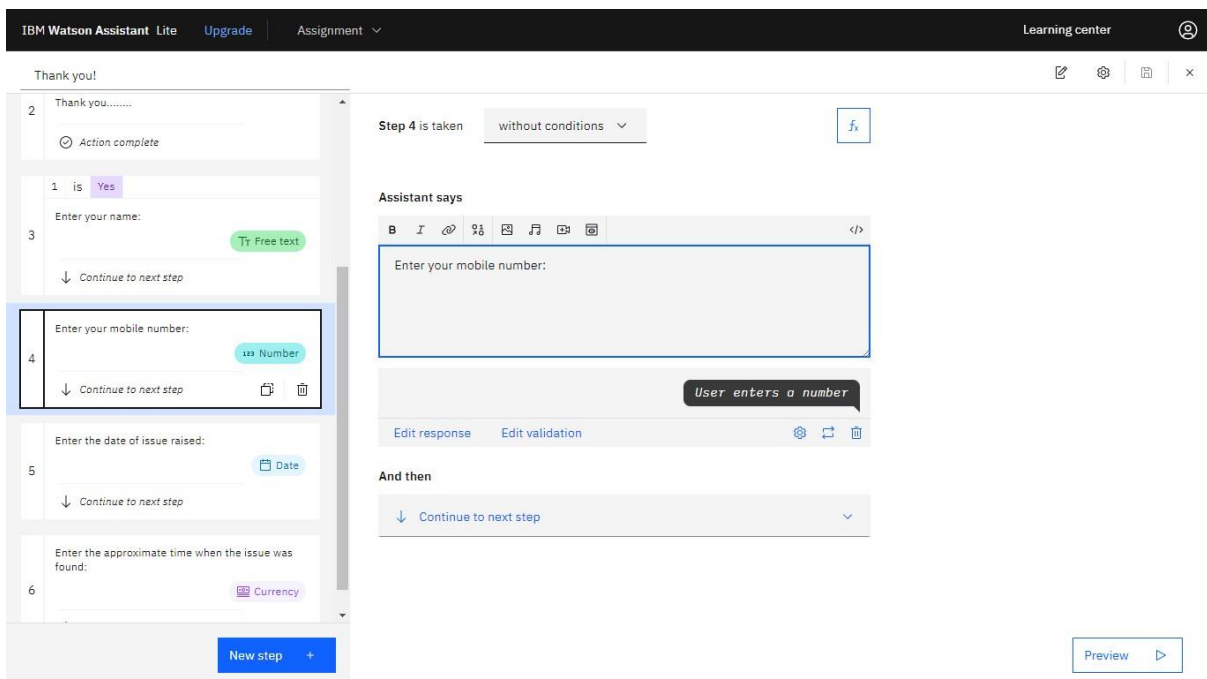 IBM Watson Assistant Lite Upgrade Assignment Learning center
Thank you!
2 Thank you........
Action complete
1 is Yes
3 Enter your name:
Tт Free text
Continue to next step
4 Enter your mobile number:
123 Number
Continue to next step
5 Enter the date of issue raised:
Date
Continue to next step
6 Enter the approximate time when the issue was
found:
Currency
New step +
Step 4 is taken without conditions fx
Assistant says
B I </>
Enter your mobile number:
User enters a number
Edit response Edit validation
And then
Continue to next step
Preview